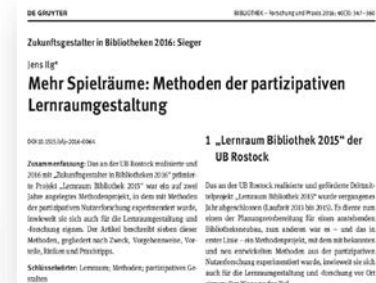 DE GRUYTER
BIBLIOTHEK – Forschung und Praxis 2016; 40(3): 347–360
Zukunftsgestalter in Bibliotheken 2016: Sieger
Jens Ilg*
Mehr Spielräume: Methoden der partizipativen
Lernraumgestaltung
DOI 10.1515/bfp-2016-0064
Zusammenfassung: Das an der UB Rostock realisierte und
2016 mit „Zukunftsgestalter in Bibliotheken 2016“ prämier-
te Projekt „Lernraum Bibliothek 2015“ war ein auf zwei
Jahre angelegtes Methodenprojekt, in dem mit Methoden
der partizipativen Nutzerforschung experimentiert wurde,
inwieweit sie sich auch für die Lernraumgestaltung und
-forschung eignen. Der Artikel beschreibt sieben dieser
Methoden, gegliedert nach Zweck, Vorgehensweise, Vor-
teile, Risiken und Praxistipps.
Schlüsselwörter: Lernraum; Methoden; partizipatives Ge-
stalten
1 „Lernraum Bibliothek 2015“ der
UB Rostock
Das an der UB Rostock realisierte und geförderte Drittmit-
telprojekt „Lernraum Bibliothek 2015“ wurde vergangenes
Jahr abgeschlossen (Laufzeit 2013 bis 2015). Es diente zum
einen der Planungsvorbereitung für einen anstehenden
Bibliotheksneubau, zum anderen war es – und das in
erster Linie – ein Methodenprojekt, in dem mit bekannten
und neu entwickelten Methoden aus der partizipativen
Nutzerforschung experimentiert wurde, inwieweit sie sich
auch für die Lernraumgestaltung und -forschung vor Ort